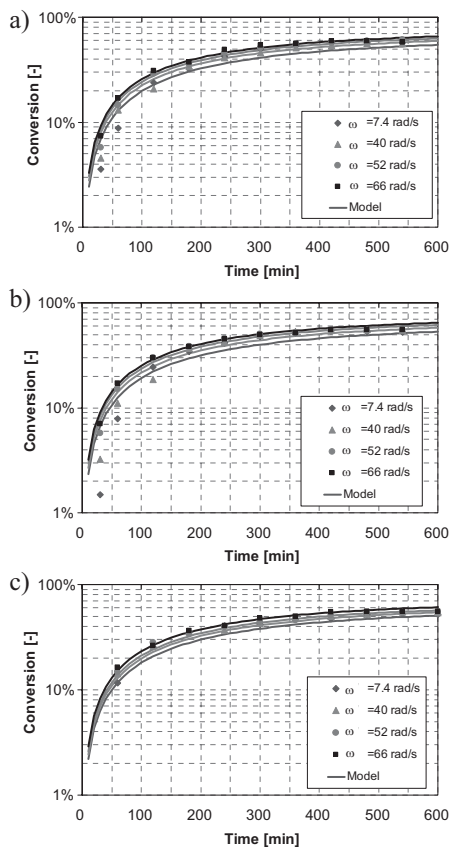 a)
100%
10%
1%
Conversion [-]
0 100 200 300 400 500 600
Time [min]
ω =7.4 rad/s
ω =40 rad/s
ω =52 rad/s
ω =66 rad/s
Model
b)
100%
10%
1%
Conversion [-]
0 100 200 300 400 500 600
Time [min]
ω =7.4 rad/s
ω =40 rad/s
ω =52 rad/s
ω =66 rad/s
Model
c)
100%
10%
1%
Conversion [-]
0 100 200 300 400 500 600
Time [min]
ω =7.4 rad/s
ω =40 rad/s
ω =52 rad/s
ω =66 rad/s
Model